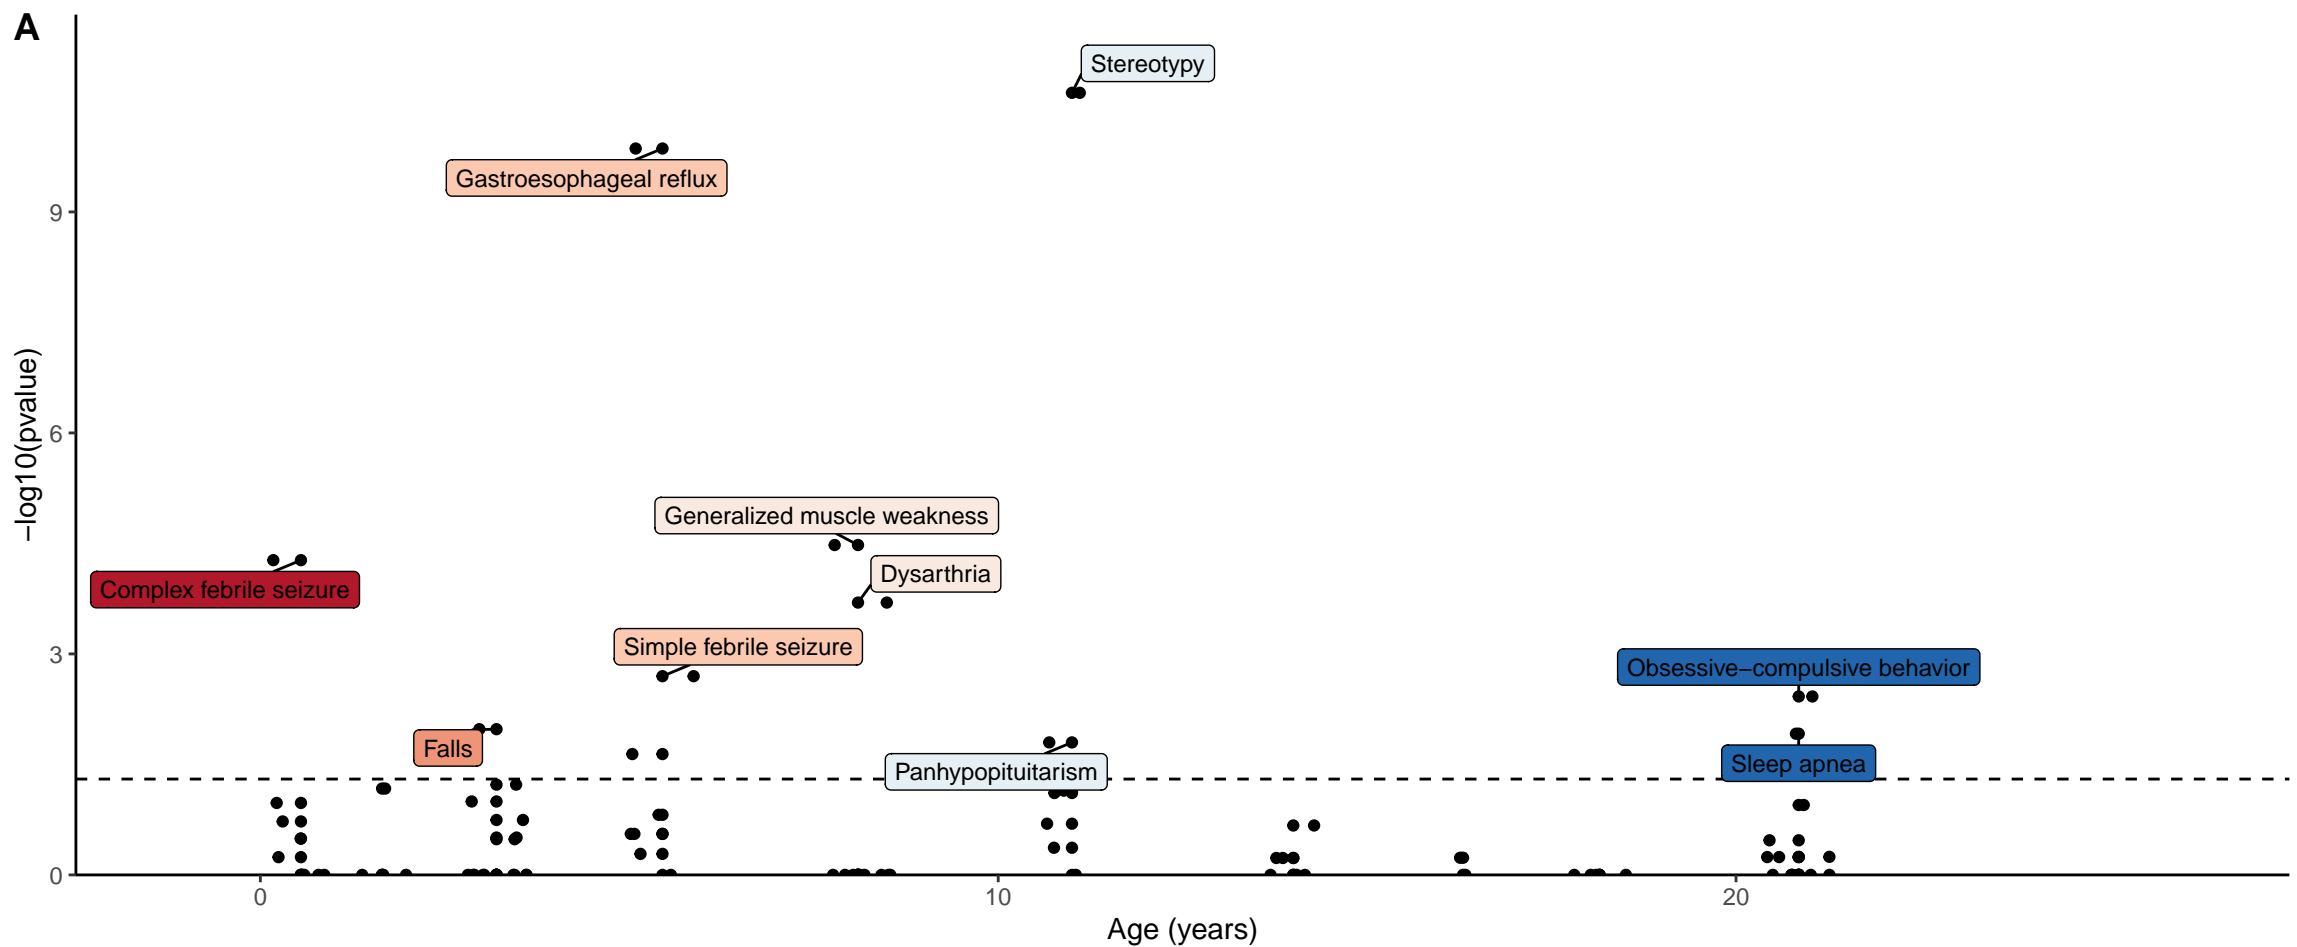 A
Stereotypy
Gastroesophageal reflux
9
−log10(pvalue)
6
Generalized muscle weakness
Dysarthria
Complex febrile seizure
Simple febrile seizure
3
Obsessive−compulsive behavior
Falls
Sleep apnea
Panhypopituitarism
0
0 10 20
Age (years)